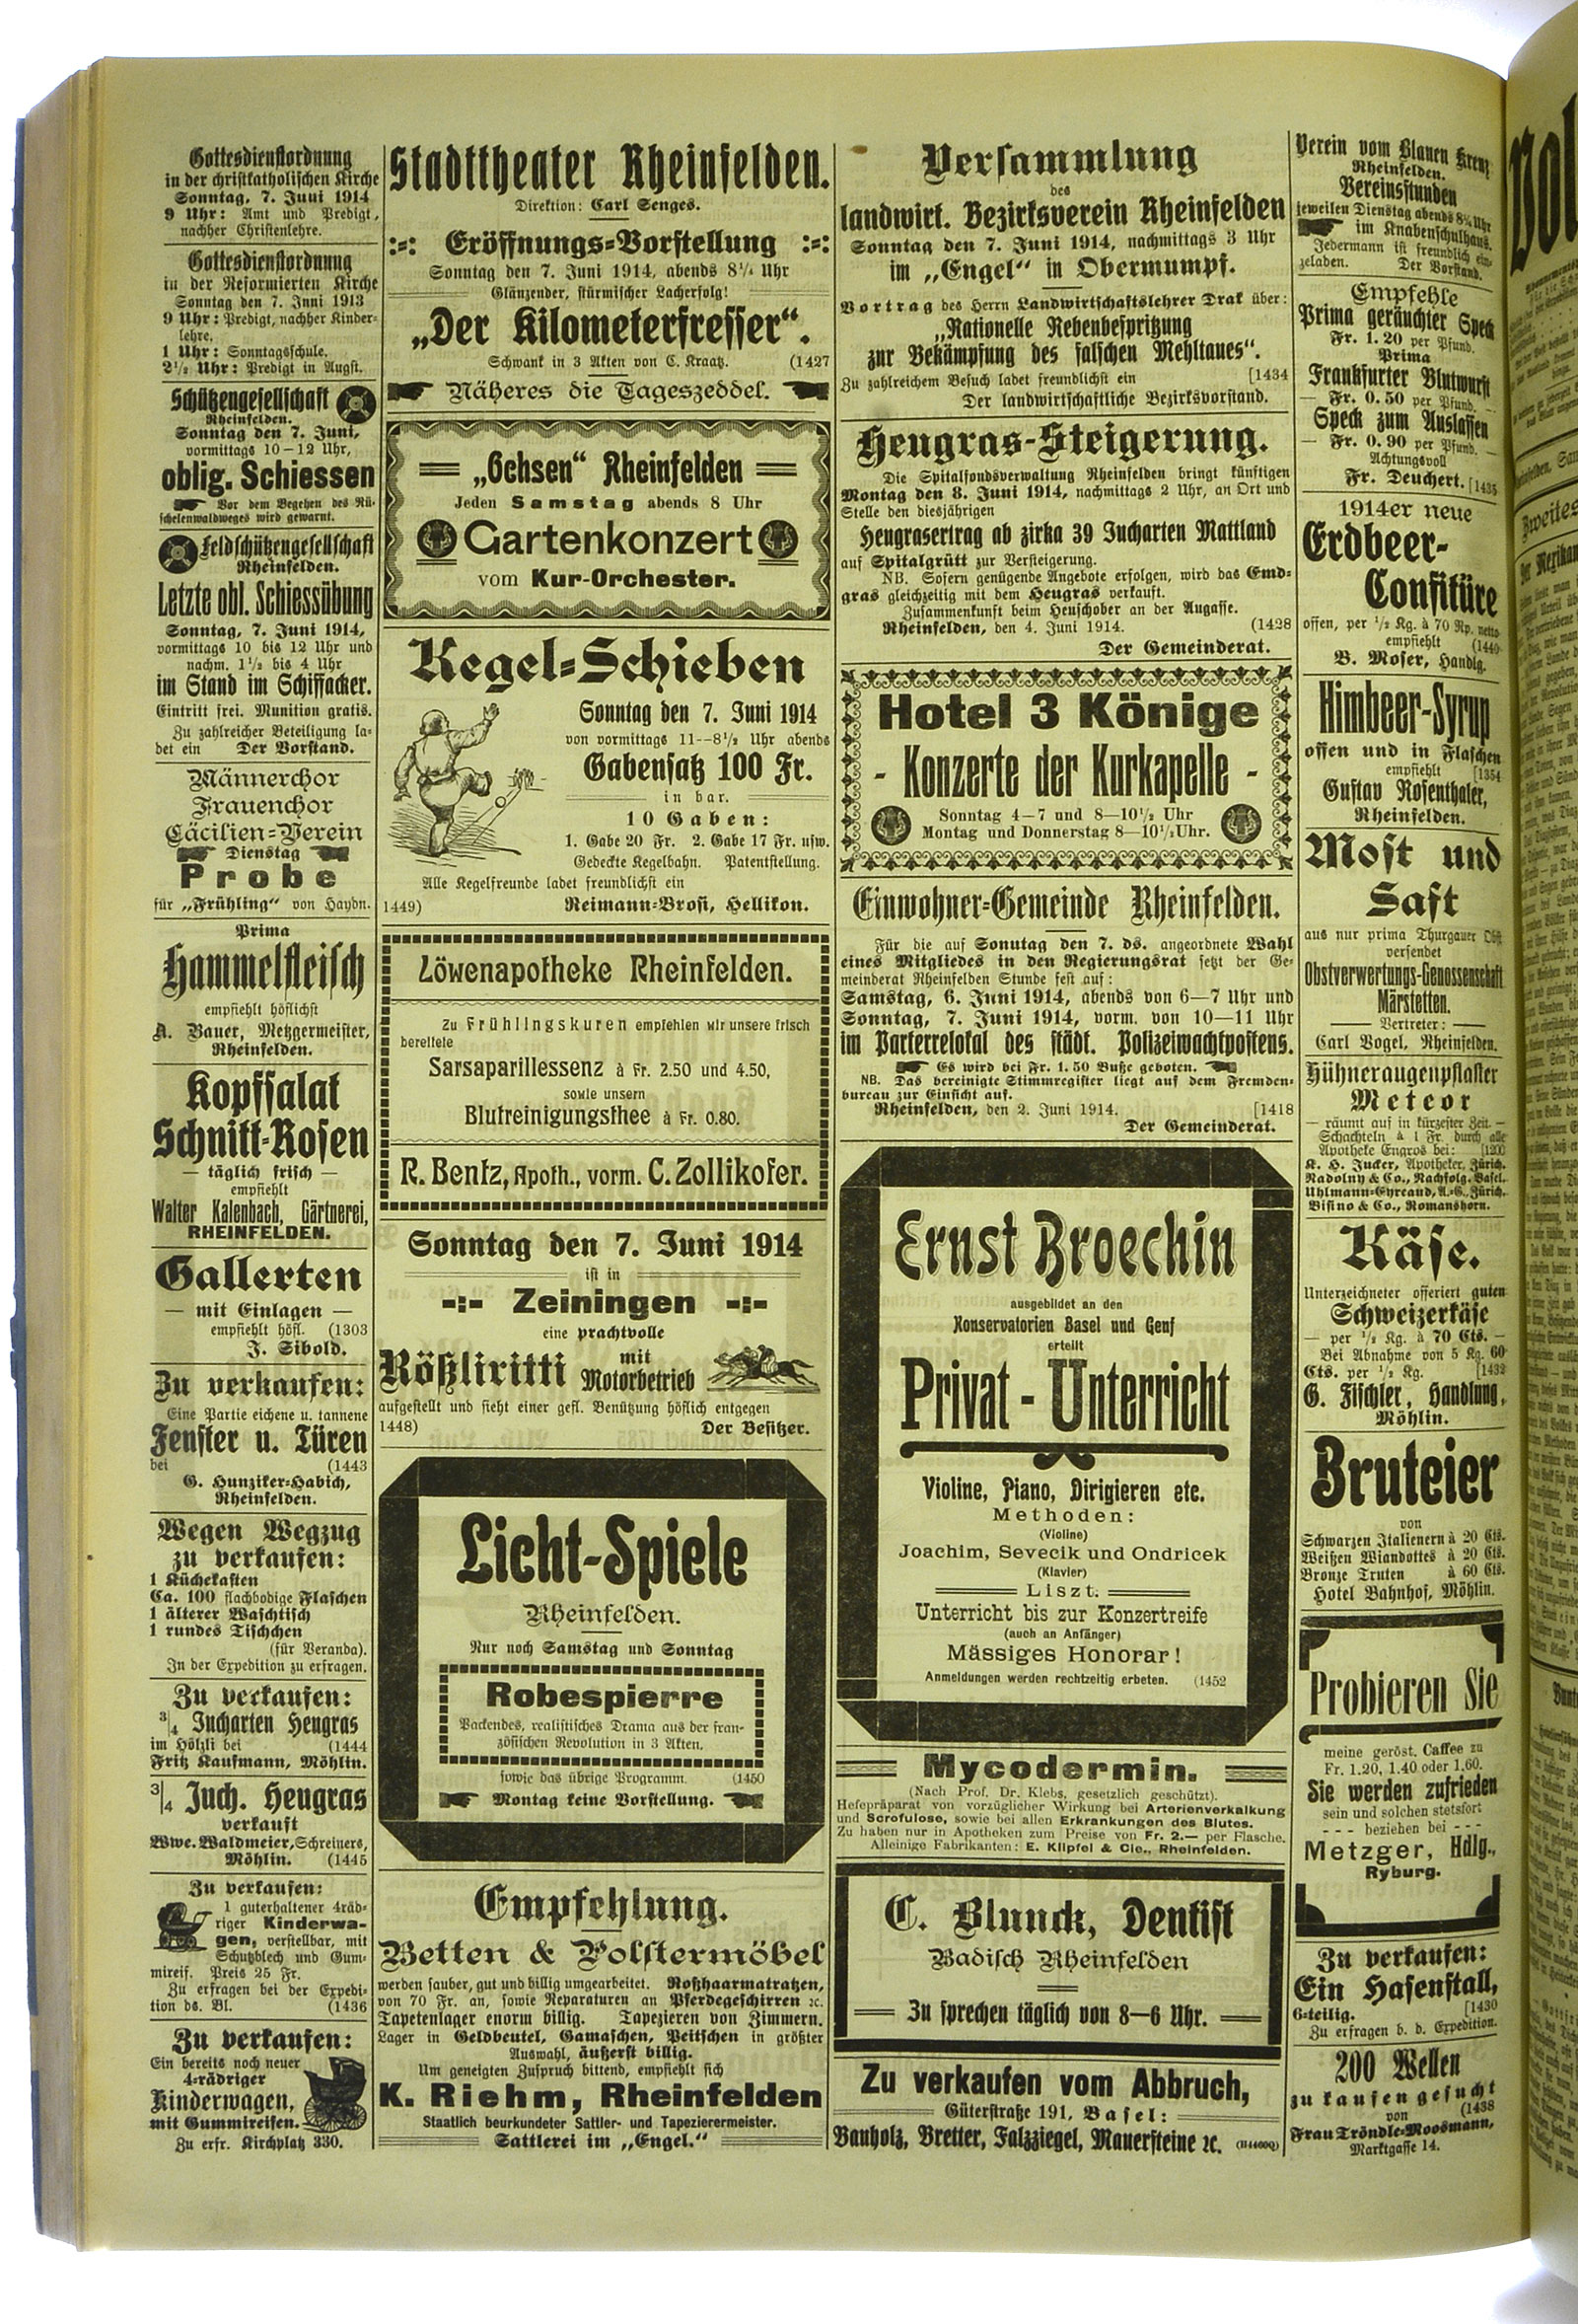 Gottesdienstordnung
in der christkatholischen Kirche
Sonntag, 7. Juni 1914
9 Uhr: Amt und Predigt,
nachher Christenlehre.
Gottesdienstordnung
in der Reformierten Kirche
Sonntag den 7. Juni 1913
9 Uhr: Predigt, nachher Kinder-
lehre.
1 Uhr: Sonntagsschule.
2½ Uhr: Predigt in Augst.
Schützengesellschaft
Rheinfelden.
Sonntag den 7. Juni,
vormittags 10–12 Uhr,
oblig. Schiessen
Vor dem Begehen des Rü-
schelenwaldweges wird gewarnt.
Feldschützengesellschaft
Rheinfelden.
Letzte obl. Schiessübung
Sonntag, 7. Juni 1914,
vormittags 10 bis 12 Uhr und
nachm. 1½ bis 4 Uhr
im Stand im Schiffacker.
Eintritt frei. Munition gratis.
Zu zahlreicher Beteiligung la-
det ein Der Vorstand.
Männerchor
Frauenchor
Cäcilien-Verein
Dienstag
Probe
für „Frühling“ von Haydn.
Prima
Hammelfleisch
empfiehlt höflichst
A. Bauer, Metzgermeister,
Rheinfelden.
Kopfsalat
Schnitt-Rosen
— täglich frisch —
empfiehlt
Walter Kalenbach, Gärtnerei,
RHEINFELDEN.
Gallerten
— mit Einlagen —
empfiehlt höfl. (1303
J. Sibold.
Zu verkaufen:
Eine Partie eichene u. tannene
Fenster u. Türen
bei (1443
G. Hunziker-Habich,
Rheinfelden.
Wegen Wegzug
zu verkaufen:
1 Küchekasten
Ca. 100 flachbodige Flaschen
1 älterer Waschtisch
1 rundes Tischchen
(für Veranda).
In der Expedition zu erfragen.
Zu verkaufen:
¾ Jucharten Heugras
im Hölzli bei (1444
Fritz Kaufmann, Möhlin.
¾ Juch. Heugras
verkauft
Wwe. Waldmeier, Schreiners,
Möhlin. (1445
Zu verkaufen:
1 guterhaltener 4räd-
riger Kinderwa-
gen, verstellbar, mit
Schutzblech und Gum-
mireif. Preis 25 Fr.
Zu erfragen bei der Expedi-
tion ds. Bl. (1436
Zu verkaufen:
Ein bereits noch neuer
4-rädriger
Kinderwagen,
mit Gummireifen.
Zu erfr. Kirchplatz 330.
Stadttheater Rheinfelden.
Direktion: Carl Senges.
:-: Eröffnungs-Vorstellung :-:
Sonntag den 7. Juni 1914, abends 8¼ Uhr
Glänzender, stürmischer Lacherfolg!
„Der Kilometerfresser“.
Schwank in 3 Akten von C. Kraatz. (1427
Näheres die Tageszeddel.
„Ochsen“ Rheinfelden
Jeden Samstag abends 8 Uhr
Gartenkonzert
vom Kur-Orchester.
Kegel-Schieben
Sonntag den 7. Juni 1914
von vormittags 11--8½ Uhr abends
Gabensatz 100 Fr.
in bar.
10 Gaben:
1. Gabe 20 Fr. 2. Gabe 17 Fr. usw.
Gedeckte Kegelbahn. Patentstellung.
Alle Kegelfreunde ladet freundlichst ein
1449) Reimann-Brosi, Hellikon.
Löwenapotheke Rheinfelden.
Zu Frühlingskuren empfehlen wir unsere frisch
bereitete
Sarsaparillessenz à Fr. 2.50 und 4.50,
sowie unsern
Blutreinigungsthee à Fr. 0.80.
R. Bentz, Apoth., vorm. C. Zollikofer.
Sonntag den 7. Juni 1914
ist in
-:- Zeiningen -:-
eine prachtvolle
Rößliritti mit
Motorbetrieb
aufgestellt und sieht einer gefl. Benützung höflich entgegen
1448) Der Besitzer.
Licht-Spiele
Rheinfelden.
Nur noch Samstag und Sonntag
Robespierre
Packendes, realistisches Drama aus der fran-
zösischen Revolution in 3 Akten.
sowie das übrige Programm. (1450
Montag keine Vorstellung.
Empfehlung.
Betten & Polstermöbel
werden sauber, gut und billig umgearbeitet. Roßhaarmatratzen,
von 70 Fr. an, sowie Reparaturen an Pferdegeschirren ꝛc.
Tapetenlager enorm billig. Tapezieren von Zimmern.
Lager in Geldbeutel, Gamaschen, Peitschen in größter
Auswahl, äußerst billig.
Um geneigten Zuspruch bittend, empfiehlt sich
K. Riehm, Rheinfelden
Staatlich beurkundeter Sattler- und Tapezierermeister.
Sattlerei im „Engel.“
Versammlung
des
landwirt. Bezirksverein Rheinfelden
Sonntag den 7. Juni 1914, nachmittags 3 Uhr
im „Engel“ in Obermumpf.
Vortrag des Herrn Landwirtschaftslehrer Drak über:
„Rationelle Rebenbespritzung
zur Bekämpfung des falschen Mehltaues“.
Zu zahlreichem Besuch ladet freundlichst ein [1434
Der landwirtschaftliche Bezirksvorstand.
Heugras-Steigerung.
Die Spitalfondsverwaltung Rheinfelden bringt künftigen
Montag den 8. Juni 1914, nachmittags 2 Uhr, an Ort und
Stelle den diesjährigen
Heugrasertrag ab zirka 39 Jucharten Mattland
auf Spitalgrütt zur Versteigerung.
NB. Sofern genügende Angebote erfolgen, wird das Emd-
gras gleichzeitig mit dem Heugras verkauft.
Zusammenkunft beim Heuschober an der Augasse.
Rheinfelden, den 4. Juni 1914. (1428
Der Gemeinderat.
Hotel 3 Könige
- Konzerte der Kurkapelle -
Sonntag 4–7 und 8—10½ Uhr
Montag und Donnerstag 8—10½ Uhr.
Einwohner-Gemeinde Rheinfelden.
Für die auf Sonntag den 7. ds. angeordnete Wahl
eines Mitgliedes in den Regierungsrat setzt der Ge-
meinderat Rheinfelden Stunde fest auf:
Samstag, 6. Juni 1914, abends von 6—7 Uhr und
Sonntag, 7. Juni 1914, vorm. von 10—11 Uhr
im Parterrelokal des städt. Polizeiwachtpostens.
Es wird bei Fr. 1.50 Buße geboten.
NB. Das bereinigte Stimmregister liegt auf dem Fremden-
bureau zur Einsicht auf.
Rheinfelden, den 2. Juni 1914. [1418
Der Gemeinderat.
Ernst Broechin
ausgebildet an den
Konservatorien Basel und Genf
erteilt
Privat - Unterricht
Violine, Piano, Dirigieren etc.
Methoden:
(Violine)
Joachim, Sevecik und Ondricek
(Klavier)
Liszt.
Unterricht bis zur Konzertreife
(auch an Anfänger)
Mässiges Honorar!
Anmeldungen werden rechtzeitig erbeten. (1452
Mycodermin.
(Nach Prof. Dr. Klebs, gesetzlich geschützt).
Hefepräparat von vorzüglicher Wirkung bei Arterienverkalkung
und Scrofulose, sowie bei allen Erkrankungen des Blutes.
Zu haben nur in Apotheken zum Preise von Fr. 2.— per Flasche.
Alleinige Fabrikanten: E. Klipfel & Cie., Rheinfelden.
C. Blunck, Dentist
Badisch Rheinfelden
Zu sprechen täglich von 8—6 Uhr.
Zu verkaufen vom Abbruch,
Güterstraße 191, Basel:
Bauholz, Bretter, Falzziegel, Mauersteine ꝛc.
Verein vom Blauen Kreuz
Rheinfelden.
Vereinsstunden
jeweilen Dienstag abends 8¼ Uhr
im Knabenschulhaus.
Jedermann ist freundlich ein-
geladen. Der Vorstand.
Empfehle
Prima geräuchter Speck
Fr. 1.20 per Pfund.
Prima
Frankfurter Blutwurst
— Fr. 0.50 per Pfund. —
Speck zum Auslassen
— Fr. 0.90 per Pfund. —
Achtungsvoll
Fr. Deuchert. [1435
1914er neue
Erdbeer-
Confitüre
offen, per ½ Kg. à 70 Rp. netto
empfiehlt (1440
B. Moser, Handlg.
Himbeer-Syrup
offen und in Flaschen
empfiehlt [1354
Gustav Rosenthaler,
Rheinfelden.
Most und
Saft
aus nur prima Thurgauer Obst
versendet
Obstverwertungs-Genossenschaft
Märstetten.
— Vertreter: —
Carl Vogel, Rheinfelden.
Hühneraugenpflaster
Meteor
— räumt auf in kürzester Zeit. —
Schachteln à 1 Fr. durch alle
Apotheke Engros bei: [1200
K. H. Jucker, Apotheker, Zürich.
Nadolny & Co., Nachfolg. Basel.
Uhlmann-Eyreaud, A.-G., Zürich.
Bisino & Co., Romanshorn.
Käse.
Unterzeichneter offeriert guten
Schweizerkäse
— per ½ Kg. à 70 Cts. —
Bei Abnahme von 5 Kg. 60
Cts. per ½ Kg. [1432
G. Fischler, Handlung,
Möhlin.
Bruteier
von
Schwarzen Italienern à 20 Cts.
Weißen Wiandottes à 20 Cts.
Bronze Truten à 60 Cts.
Hotel Bahnhof, Möhlin.
Probieren Sie
meine geröst. Caffee zu
Fr. 1.20, 1.40 oder 1.60.
Sie werden zufrieden
sein und solchen stetsfort
--- beziehen bei ---
Metzger, Hdlg.,
Ryburg.
Zu verkaufen:
Ein Hasenstall,
6-teilig. [1430
Zu erfragen b. d. Expedition.
200 Wellen
zu kaufen gesucht
von (1438
Frau Tröndle-Moosmann,
Marktgasse 14.